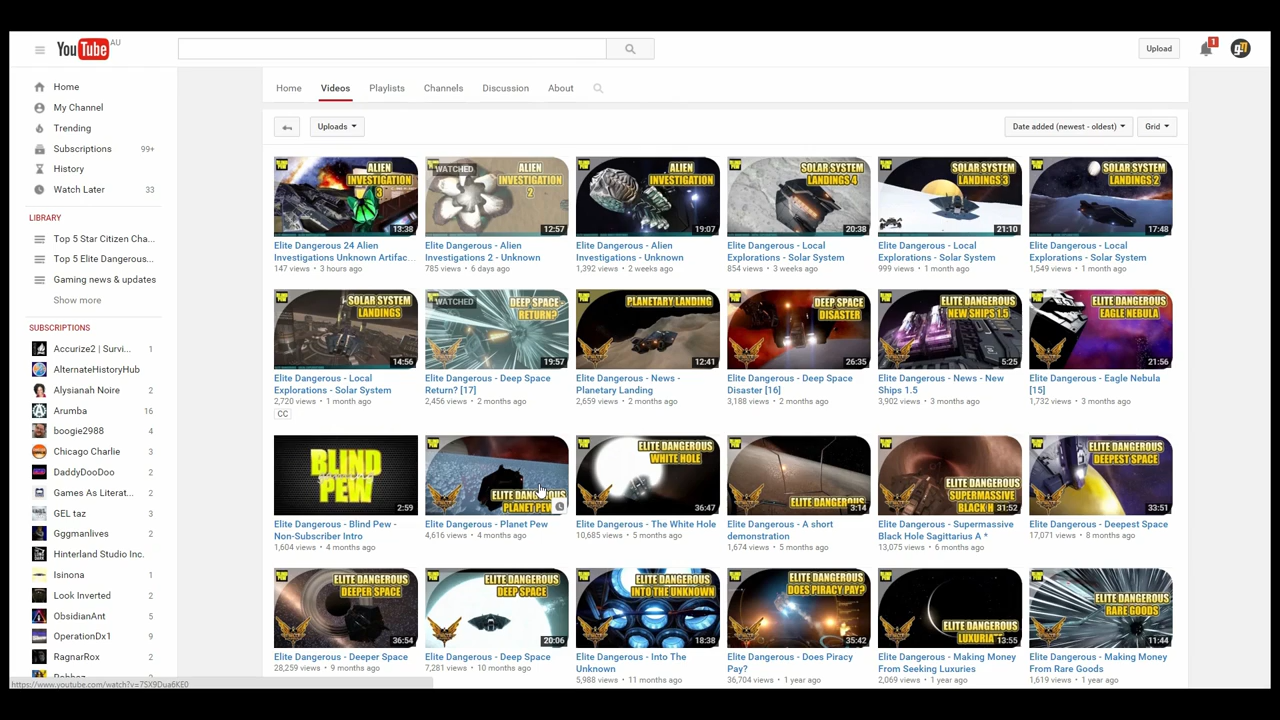 YouTube AU
Upload
1
Home
My Channel
Trending
Subscriptions 99+
History
Watch Later 33
LIBRARY
Top 5 Star Citizen Cha...
Top 5 Elite Dangerous...
Gaming news & updates
Show more
SUBSCRIPTIONS
Accurize2 | Survi... 1
AlternateHistoryHub
Alysianah Noire 2
Arumba 16
boogie2988 4
Chicago Charlie 3
DaddyDooDoo 2
Games As Literat... 2
GEL taz 3
Gggmanlives 2
Hinterland Studio Inc.
Isinona 1
Look Inverted 2
ObsidianAnt 5
OperationDx1 9
RagnarRox 2
Home Videos Playlists Channels Discussion About
Uploads
Date added (newest - oldest) Grid
ALIEN
INVESTIGATION
3
13:38
Elite Dangerous 24 Alien
Investigations Unknown Artifac...
147 views • 3 hours ago
WATCHED
ALIEN
INVESTIGATION
2
12:57
Elite Dangerous - Alien
Investigations 2 - Unknown
785 views • 6 days ago
ALIEN
INVESTIGATION
19:07
Elite Dangerous - Alien
Investigations - Unknown
1,392 views • 2 weeks ago
SOLAR SYSTEM
LANDINGS 4
20:38
Elite Dangerous - Local
Explorations - Solar System
854 views • 3 weeks ago
SOLAR SYSTEM
LANDINGS 3
21:10
Elite Dangerous - Local
Explorations - Solar System
999 views • 1 month ago
SOLAR SYSTEM
LANDINGS 2
17:48
Elite Dangerous - Local
Explorations - Solar System
1,549 views • 1 month ago
SOLAR SYSTEM
LANDINGS
14:56
Elite Dangerous - Local
Explorations - Solar System
2,720 views • 1 month ago
CC
WATCHED
DEEP SPACE -
RETURN?
19:57
Elite Dangerous - Deep Space
Return? [17]
2,456 views • 2 months ago
PLANETARY LANDING
12:41
Elite Dangerous - News -
Planetary Landing
2,659 views • 2 months ago
DEEP SPACE
DISASTER
26:35
Elite Dangerous - Deep Space
Disaster [16]
3,188 views • 2 months ago
ELITE DANGEROUS
NEW SHIPS 1.5
5:25
Elite Dangerous - News - New
Ships 1.5
3,902 views • 3 months ago
ELITE DANGEROUS
EAGLE NEBULA
21:56
Elite Dangerous - Eagle Nebula
[15]
1,732 views • 3 months ago
BLIND
PEW
2:59
Elite Dangerous - Blind Pew -
Non-Subscriber Intro
1,604 views • 4 months ago
ELITE DANGEROUS
PLANET PEW
Elite Dangerous - Planet Pew
4,616 views • 4 months ago
ELITE DANGEROUS
WHITE HOLE
36:47
Elite Dangerous - The White Hole
10,685 views • 5 months ago
ELITE DANGEROUS
3:14
Elite Dangerous - A short
demonstration
1,674 views • 5 months ago
ELITE DANGEROUS
SUPERMASSIVE
BLACK H
31:52
Elite Dangerous - Supermassive
Black Hole Sagittarius A *
13,075 views • 6 months ago
ELITE DANGEROUS
DEEPEST SPACE
33:51
Elite Dangerous - Deepest Space
17,071 views • 8 months ago
ELITE DANGEROUS
DEEPER SPACE
36:54
Elite Dangerous - Deeper Space
28,259 views • 9 months ago
ELITE DANGEROUS
DEEP SPACE
20:06
Elite Dangerous - Deep Space
7,281 views • 10 months ago
ELITE DANGEROUS
INTO THE UNKNOWN
18:38
Elite Dangerous - Into The
Unknown
5,988 views • 11 months ago
ELITE DANGEROUS
DOES PIRACY PAY?
35:42
Elite Dangerous - Does Piracy
Pay?
36,704 views • 1 year ago
ELITE DANGEROUS
LUXURIA
13:55
Elite Dangerous - Making Money
From Seeking Luxuries
2,069 views • 1 year ago
ELITE DANGEROUS
RARE GOODS
11:44
Elite Dangerous - Making Money
From Rare Goods
1,619 views • 1 year ago
https://www.youtube.com/watch?v=7SX9Dua6KE0